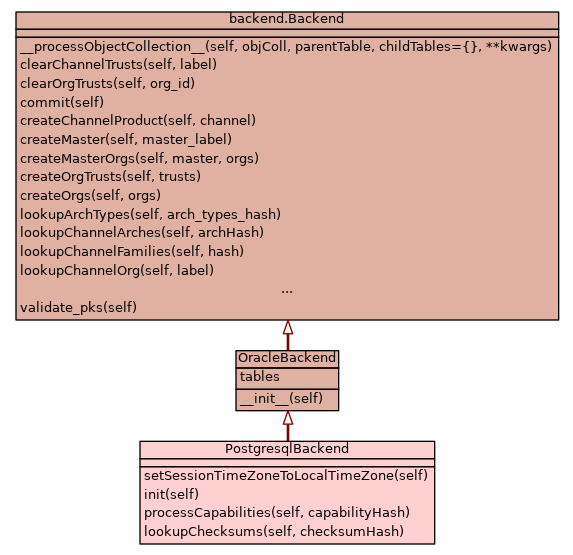 backend.Backend
__processObjectCollection__(self, objColl, parentTable, childTables={}, **kwargs)
clearChannelTrusts(self, label)
clearOrgTrusts(self, org_id)
commit(self)
createChannelProduct(self, channel)
createMaster(self, master_label)
createMasterOrgs(self, master, orgs)
createOrgTrusts(self, trusts)
createOrgs(self, orgs)
lookupArchTypes(self, arch_types_hash)
lookupChannelArches(self, archHash)
lookupChannelFamilies(self, hash)
lookupChannelOrg(self, label)
...
validate_pks(self)
OracleBackend
tables
__init__(self)
PostgresqlBackend
setSessionTimeZoneToLocalTimeZone(self)
init(self)
processCapabilities(self, capabilityHash)
lookupChecksums(self, checksumHash)